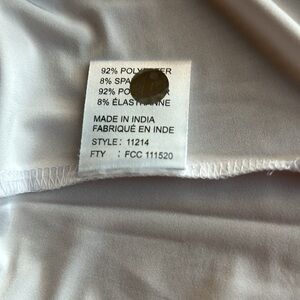 92% POLYESTER
8%
92%
8% ÉLASTHANNE
MADE IN INDIA
FABRIQUÉ EN INDE
STYLE: 11214
FTY : FCC 111520